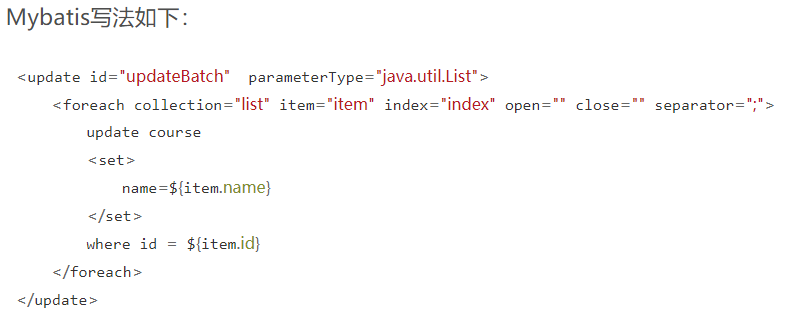 Mybatis写法如下：
<update id="updateBatch"  parameterType="java.util.List">
    <foreach collection="list" item="item" index="index" open="" close="" separator=";">
        update course
        <set>
            name=${item.name}
        </set>
        where id = ${item.id}
    </foreach>
</update>